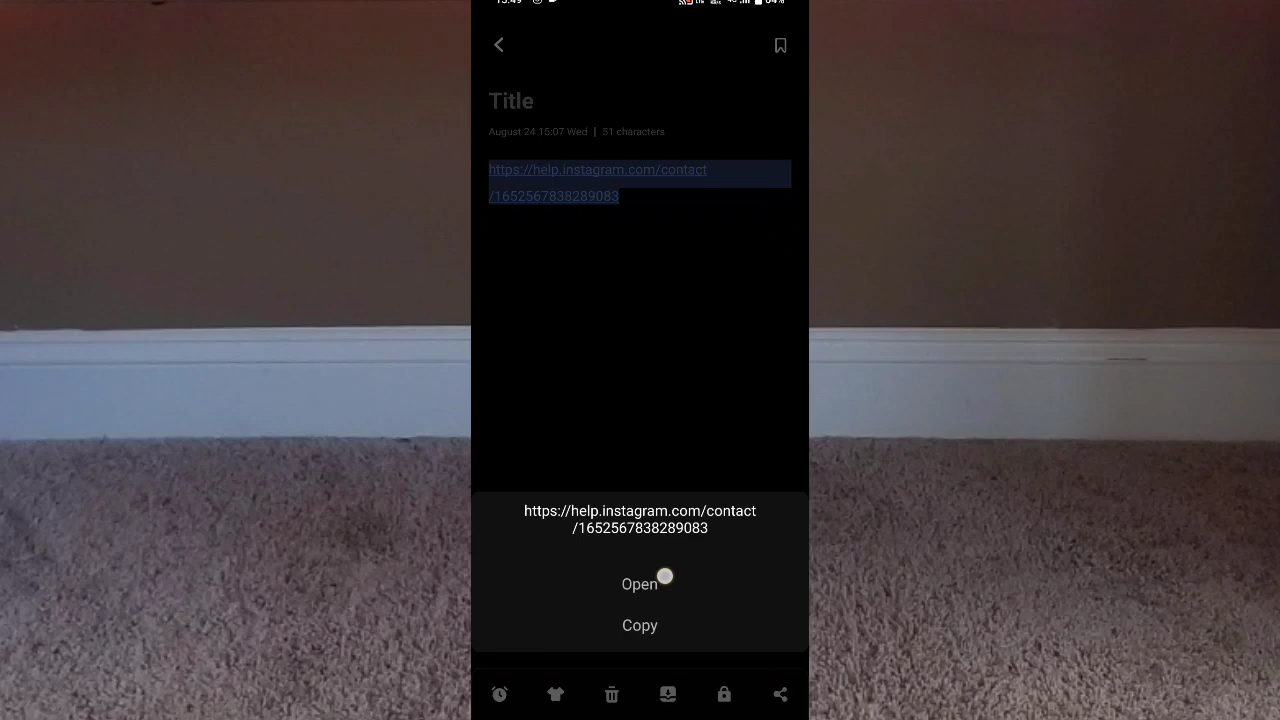 Title
August 24 15:07 Wed | 51 characters
https://help.instagram.com/contact
/1652567838289083
https://help.instagram.com/contact
/1652567838289083
Open
Copy